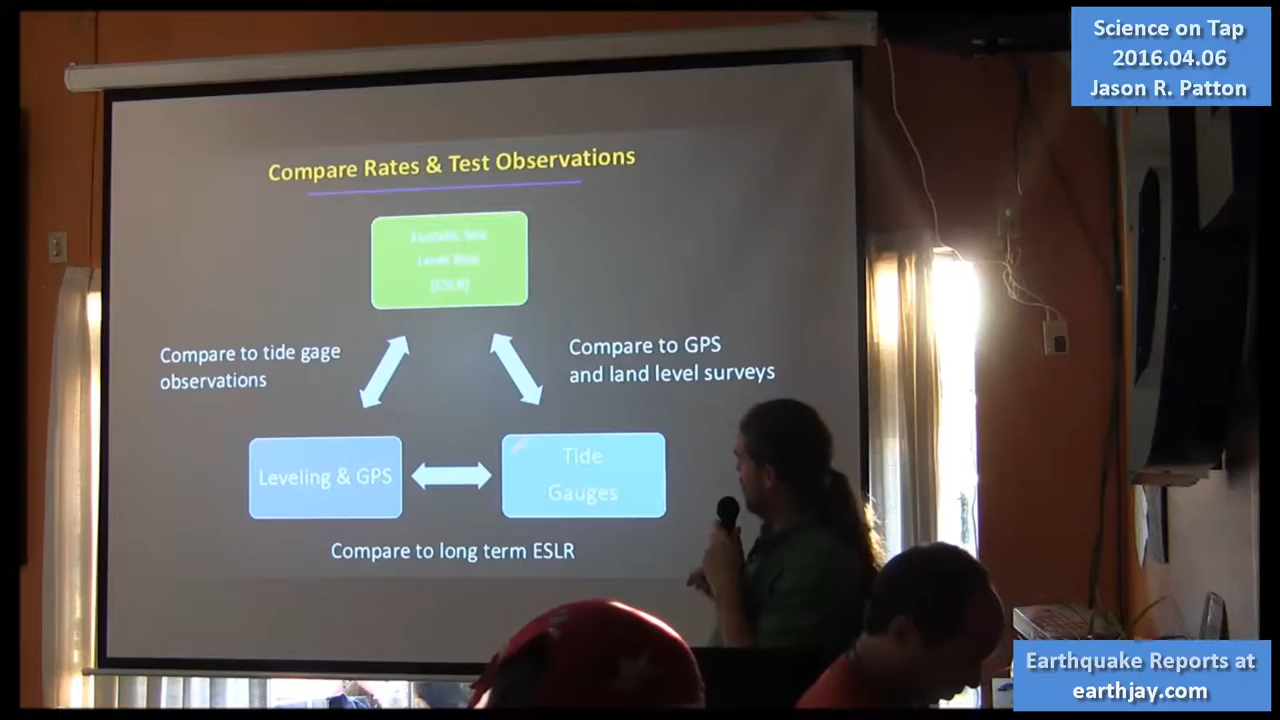 Science on Tap
2016.04.06
Jason R. Patton
Compare Rates & Test Observations
[ESLR]
Compare to tide gage
observations
Compare to GPS
and land level surveys
Leveling & GPS
Tide
Gauges
Compare to long term ESLR
Earthquake Reports at
earthjay.com